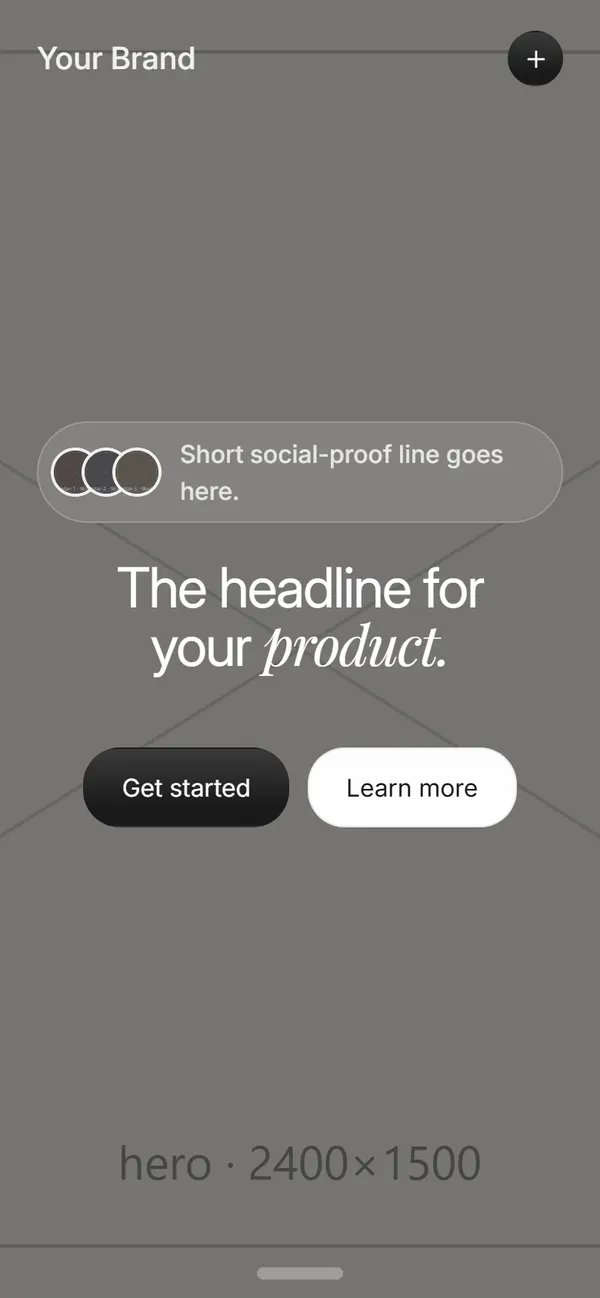 Your Brand
Short social-proof line goes
here.
The headline for
your product.
Get started
Learn more
hero · 2400×1500